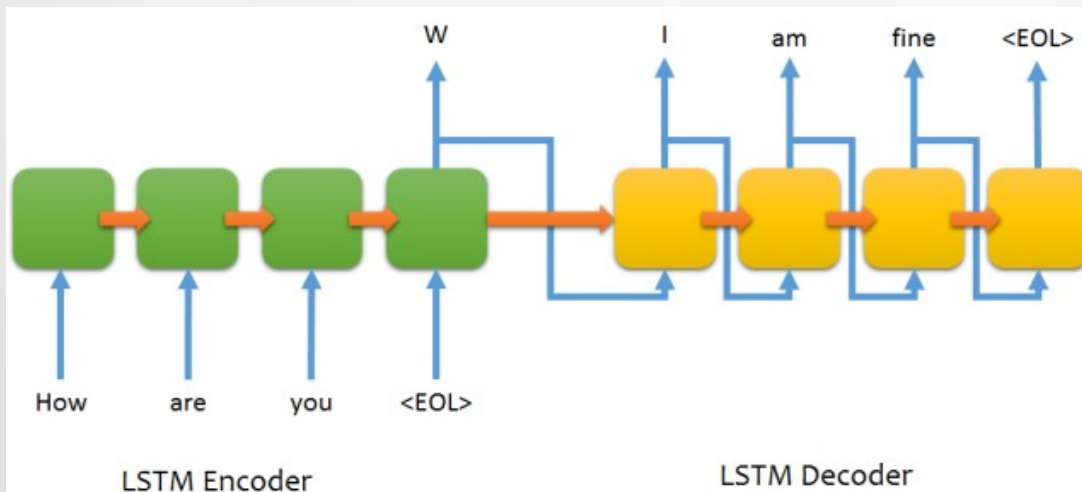 W I am fine <EOL>
How are you <EOL>
LSTM Encoder LSTM Decoder